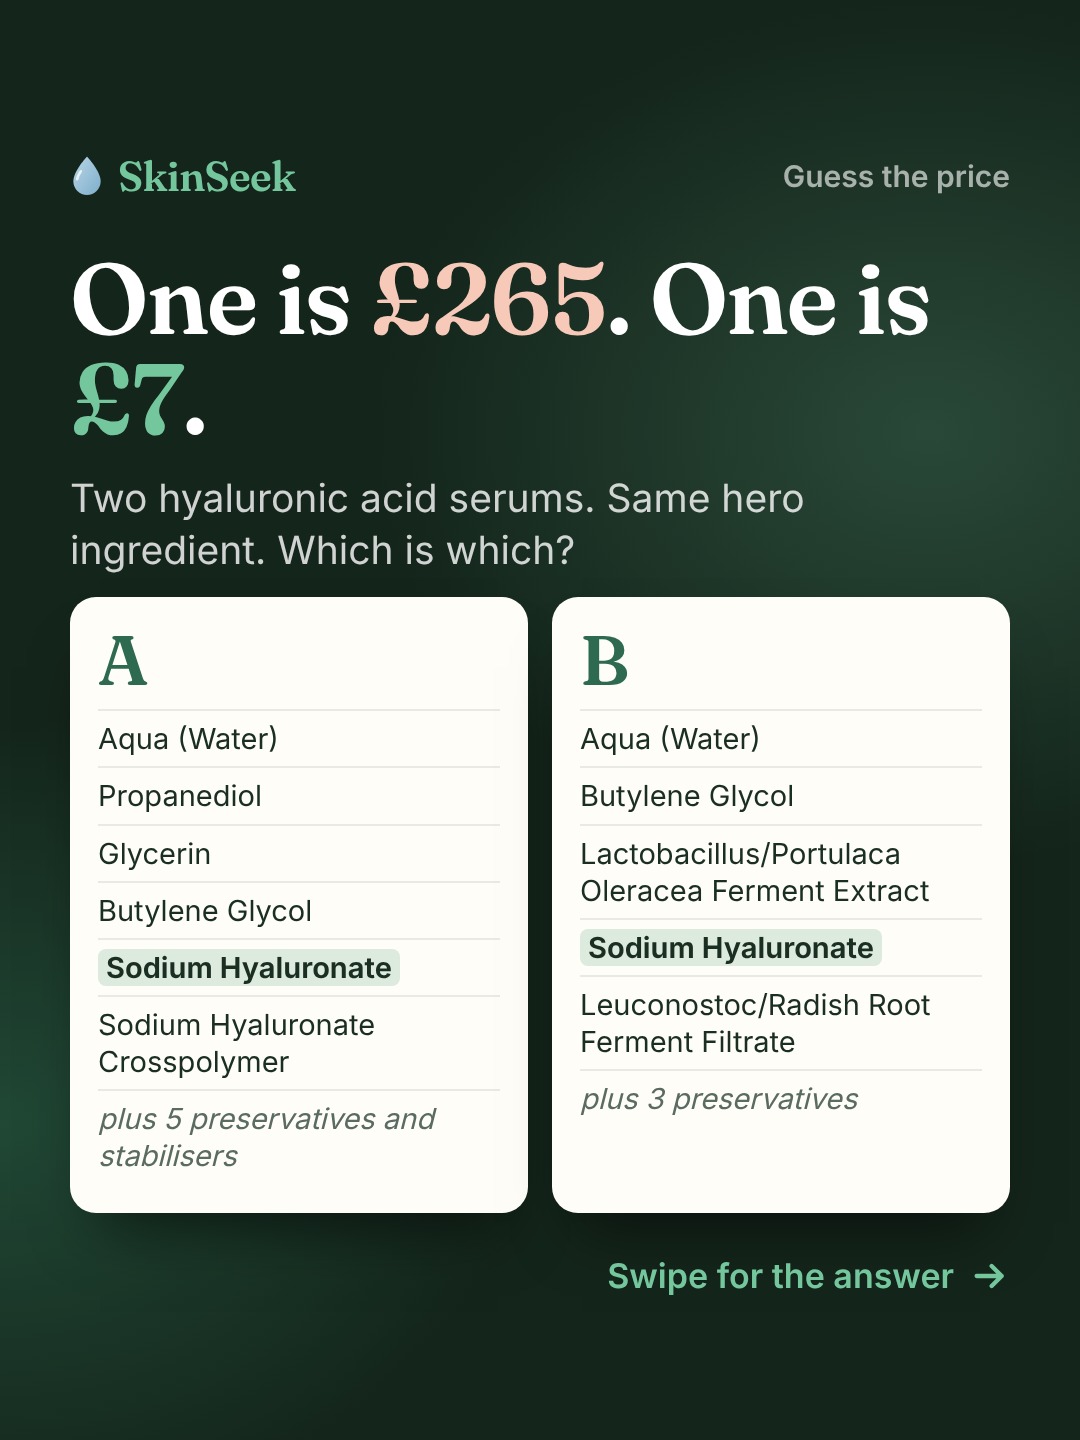 SkinSeek
Guess the price
One is £265. One is
£7.
Two hyaluronic acid serums. Same hero
ingredient. Which is which?
A
Aqua (Water)
Propanediol
Glycerin
Butylene Glycol
Sodium Hyaluronate
Sodium Hyaluronate
Crosspolymer
plus 5 preservatives and
stabilisers
B
Aqua (Water)
Butylene Glycol
Lactobacillus/Portulaca
Oleracea Ferment Extract
Sodium Hyaluronate
Leuconostoc/Radish Root
Ferment Filtrate
plus 3 preservatives
Swipe for the answer →